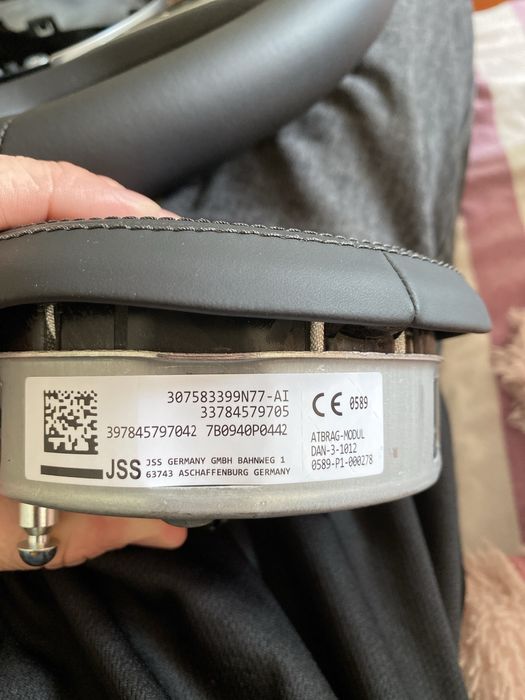 307583399N77-AI
33784579705
397845797042 7B0940P0442
JSS
JSS GERMANY GMBH BAHNWEG 1
63743 ASCHAFFENBURG GERMANY
CE 0589
ATBRAG-MODUL
DAN-3-1012
0589-P1-000278